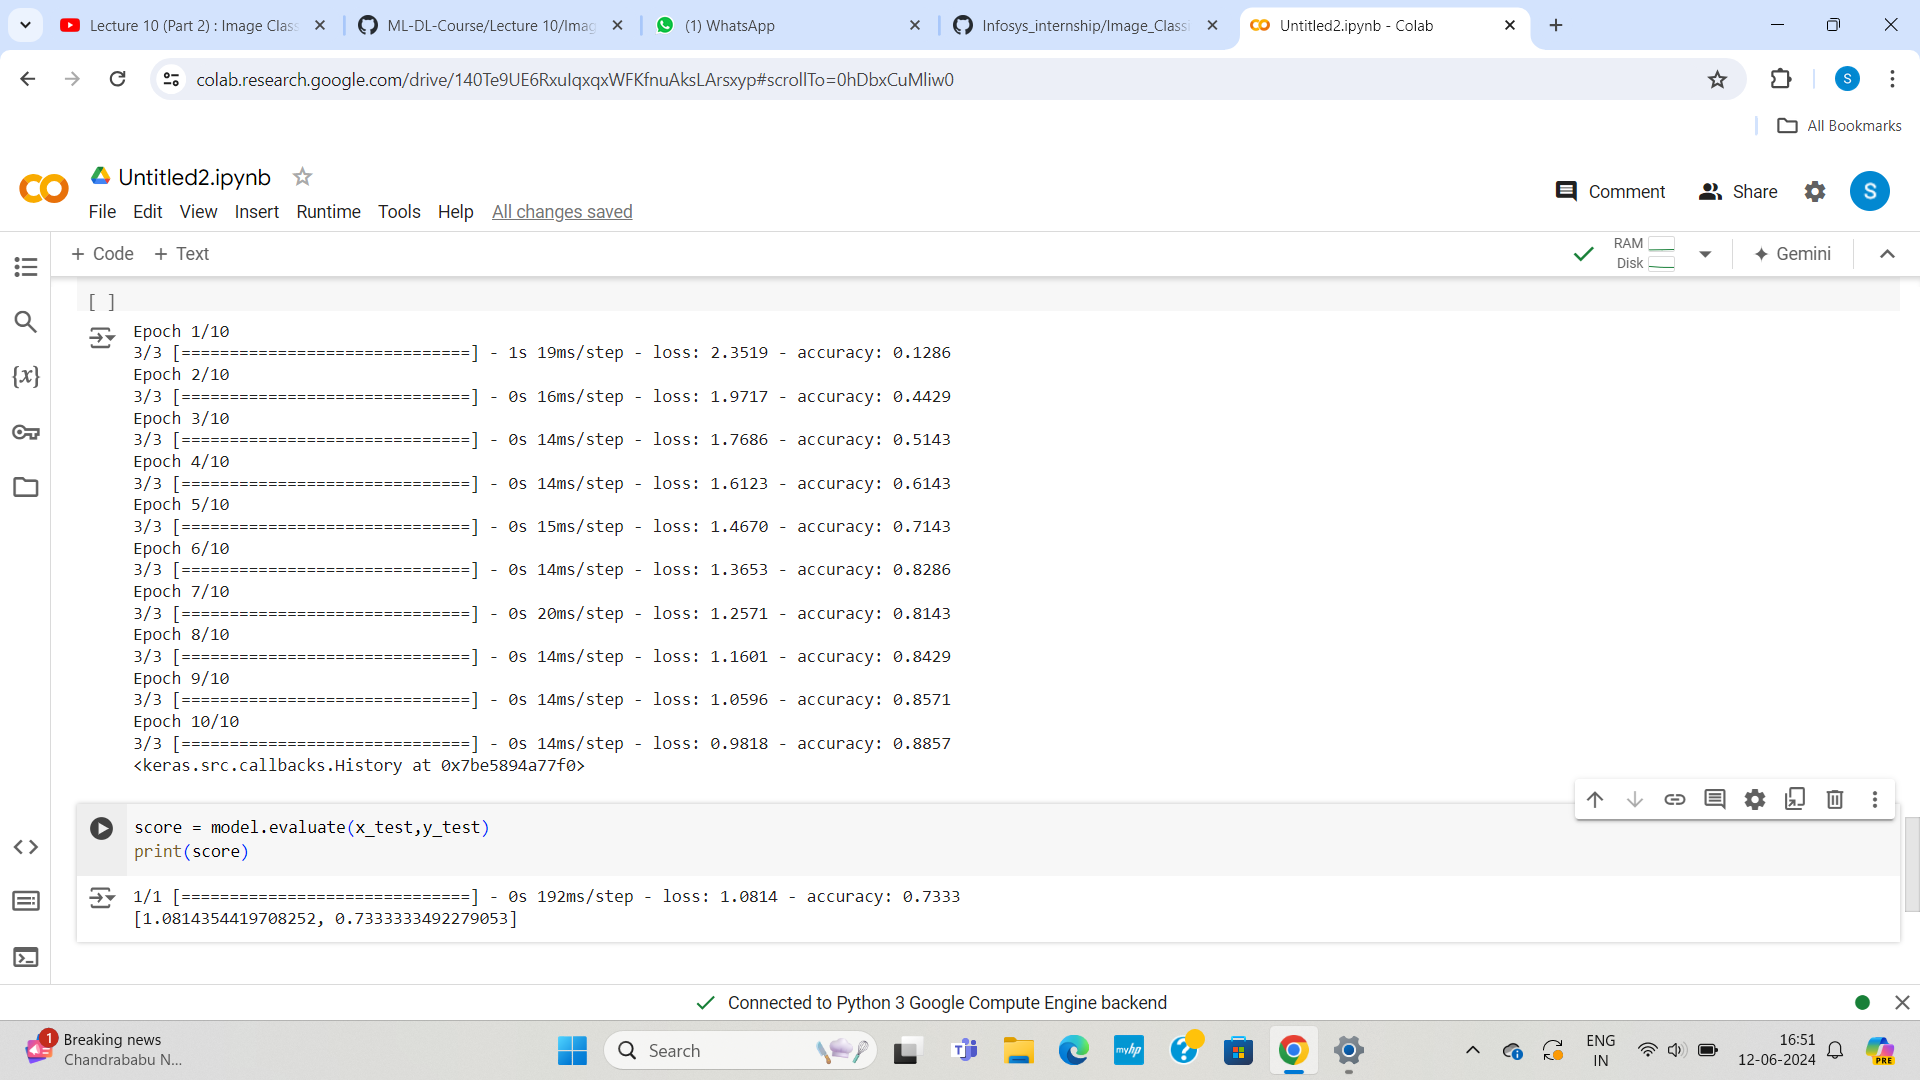 Lecture 10 (Part 2) : Image Class
ML-DL-Course/Lecture 10/Imag
(1) WhatsApp
Infosys_internship/Image_Classi
Untitled2.ipynb - Colab
colab.research.google.com/drive/140Te9UE6RxuIqxqxWFKfnuAksLArsxyp#scrollTo=0hDbxCuMliw0
S
All Bookmarks
Untitled2.ipynb
Comment
Share
S
File Edit View Insert Runtime Tools Help All changes saved
+ Code + Text
RAM
Disk
Gemini
[ ]
Epoch 1/10
3/3 [==============================] - 1s 19ms/step - loss: 2.3519 - accuracy: 0.1286
Epoch 2/10
3/3 [==============================] - 0s 16ms/step - loss: 1.9717 - accuracy: 0.4429
Epoch 3/10
3/3 [==============================] - 0s 14ms/step - loss: 1.7686 - accuracy: 0.5143
Epoch 4/10
3/3 [==============================] - 0s 14ms/step - loss: 1.6123 - accuracy: 0.6143
Epoch 5/10
3/3 [==============================] - 0s 15ms/step - loss: 1.4670 - accuracy: 0.7143
Epoch 6/10
3/3 [==============================] - 0s 14ms/step - loss: 1.3653 - accuracy: 0.8286
Epoch 7/10
3/3 [==============================] - 0s 20ms/step - loss: 1.2571 - accuracy: 0.8143
Epoch 8/10
3/3 [==============================] - 0s 14ms/step - loss: 1.1601 - accuracy: 0.8429
Epoch 9/10
3/3 [==============================] - 0s 14ms/step - loss: 1.0596 - accuracy: 0.8571
Epoch 10/10
3/3 [==============================] - 0s 14ms/step - loss: 0.9818 - accuracy: 0.8857
<keras.src.callbacks.History at 0x7be5894a77f0>
score = model.evaluate(x_test,y_test)
print(score)
1/1 [==============================] - 0s 192ms/step - loss: 1.0814 - accuracy: 0.7333
[1.0814354419708252, 0.7333333492279053]
Connected to Python 3 Google Compute Engine backend
1
Breaking news
Chandrababu N...
Search
myhp
ENG
IN
16:51
12-06-2024
PRE